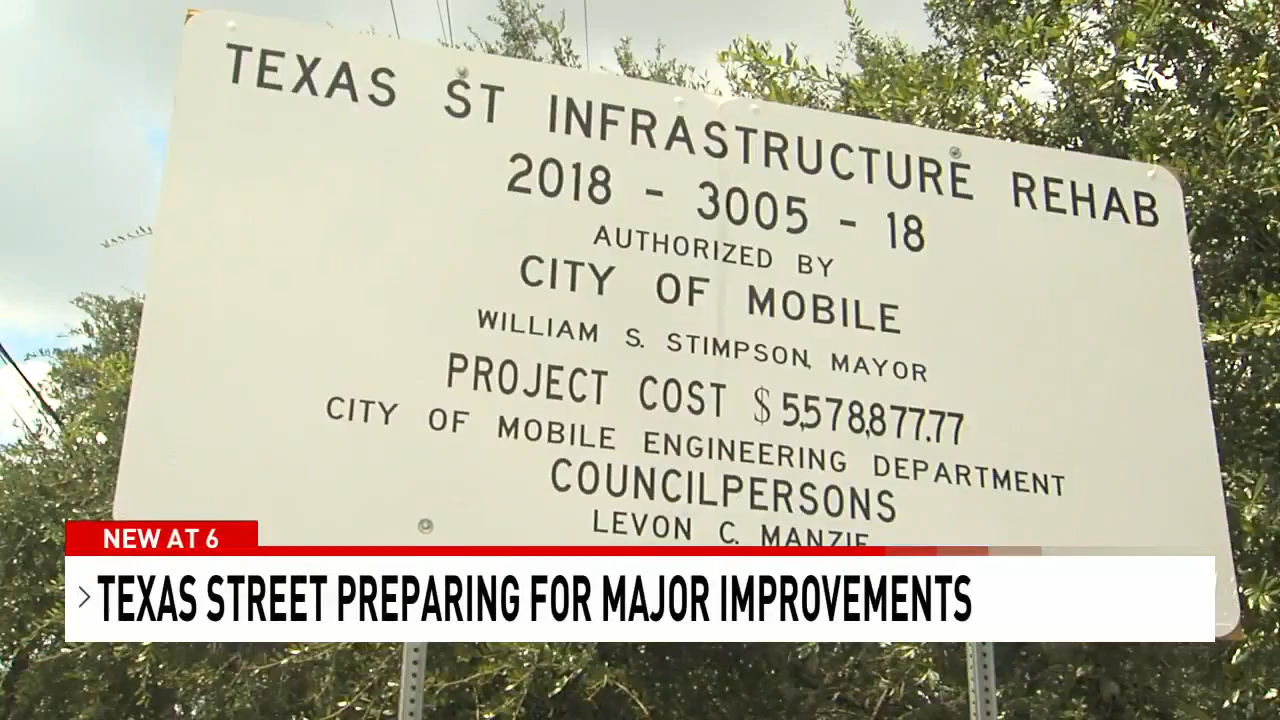 TEXAS ST INFRASTRUCTURE REHAB
2018 - 3005 - 18
AUTHORIZED BY
CITY OF MOBILE
WILLIAM S. STIMPSON, MAYOR
PROJECT COST $5,578,877.77
CITY OF MOBILE ENGINEERING DEPARTMENT
COUNCILPERSONS
LEVON C. MANZIE
NEW AT 6
> TEXAS STREET PREPARING FOR MAJOR IMPROVEMENTS